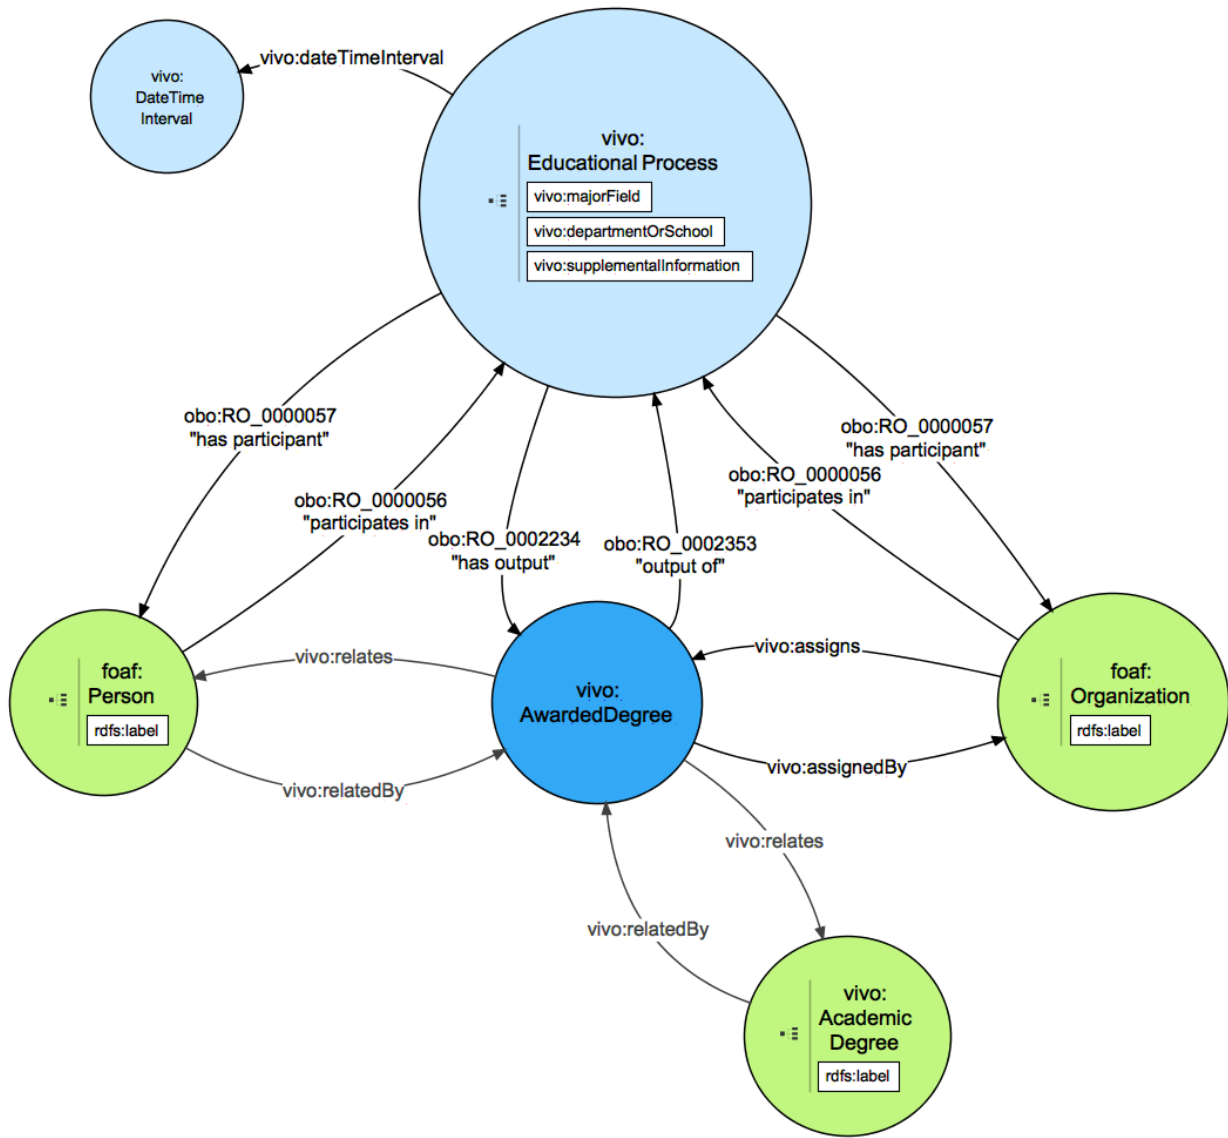 vivo:dateTimeInterval
vivo:
DateTime
Interval
vivo:
Educational Process
vivo:majorField
vivo:departmentOrSchool
vivo:supplementalInformation
obo:RO_0000057
"has participant"
obo:RO_0000057
"has participant"
obo:RO_0000056
"participates in"
obo:RO_0000056
"participates in"
obo:RO_0002234
"has output"
obo:RO_0002353
"output of"
foaf:
Person
rdfs:label
vivo:relates
vivo:relatedBy
vivo:
AwardedDegree
vivo:assigns
vivo:assignedBy
foaf:
Organization
rdfs:label
vivo:relates
vivo:relatedBy
vivo:
Academic
Degree
rdfs:label